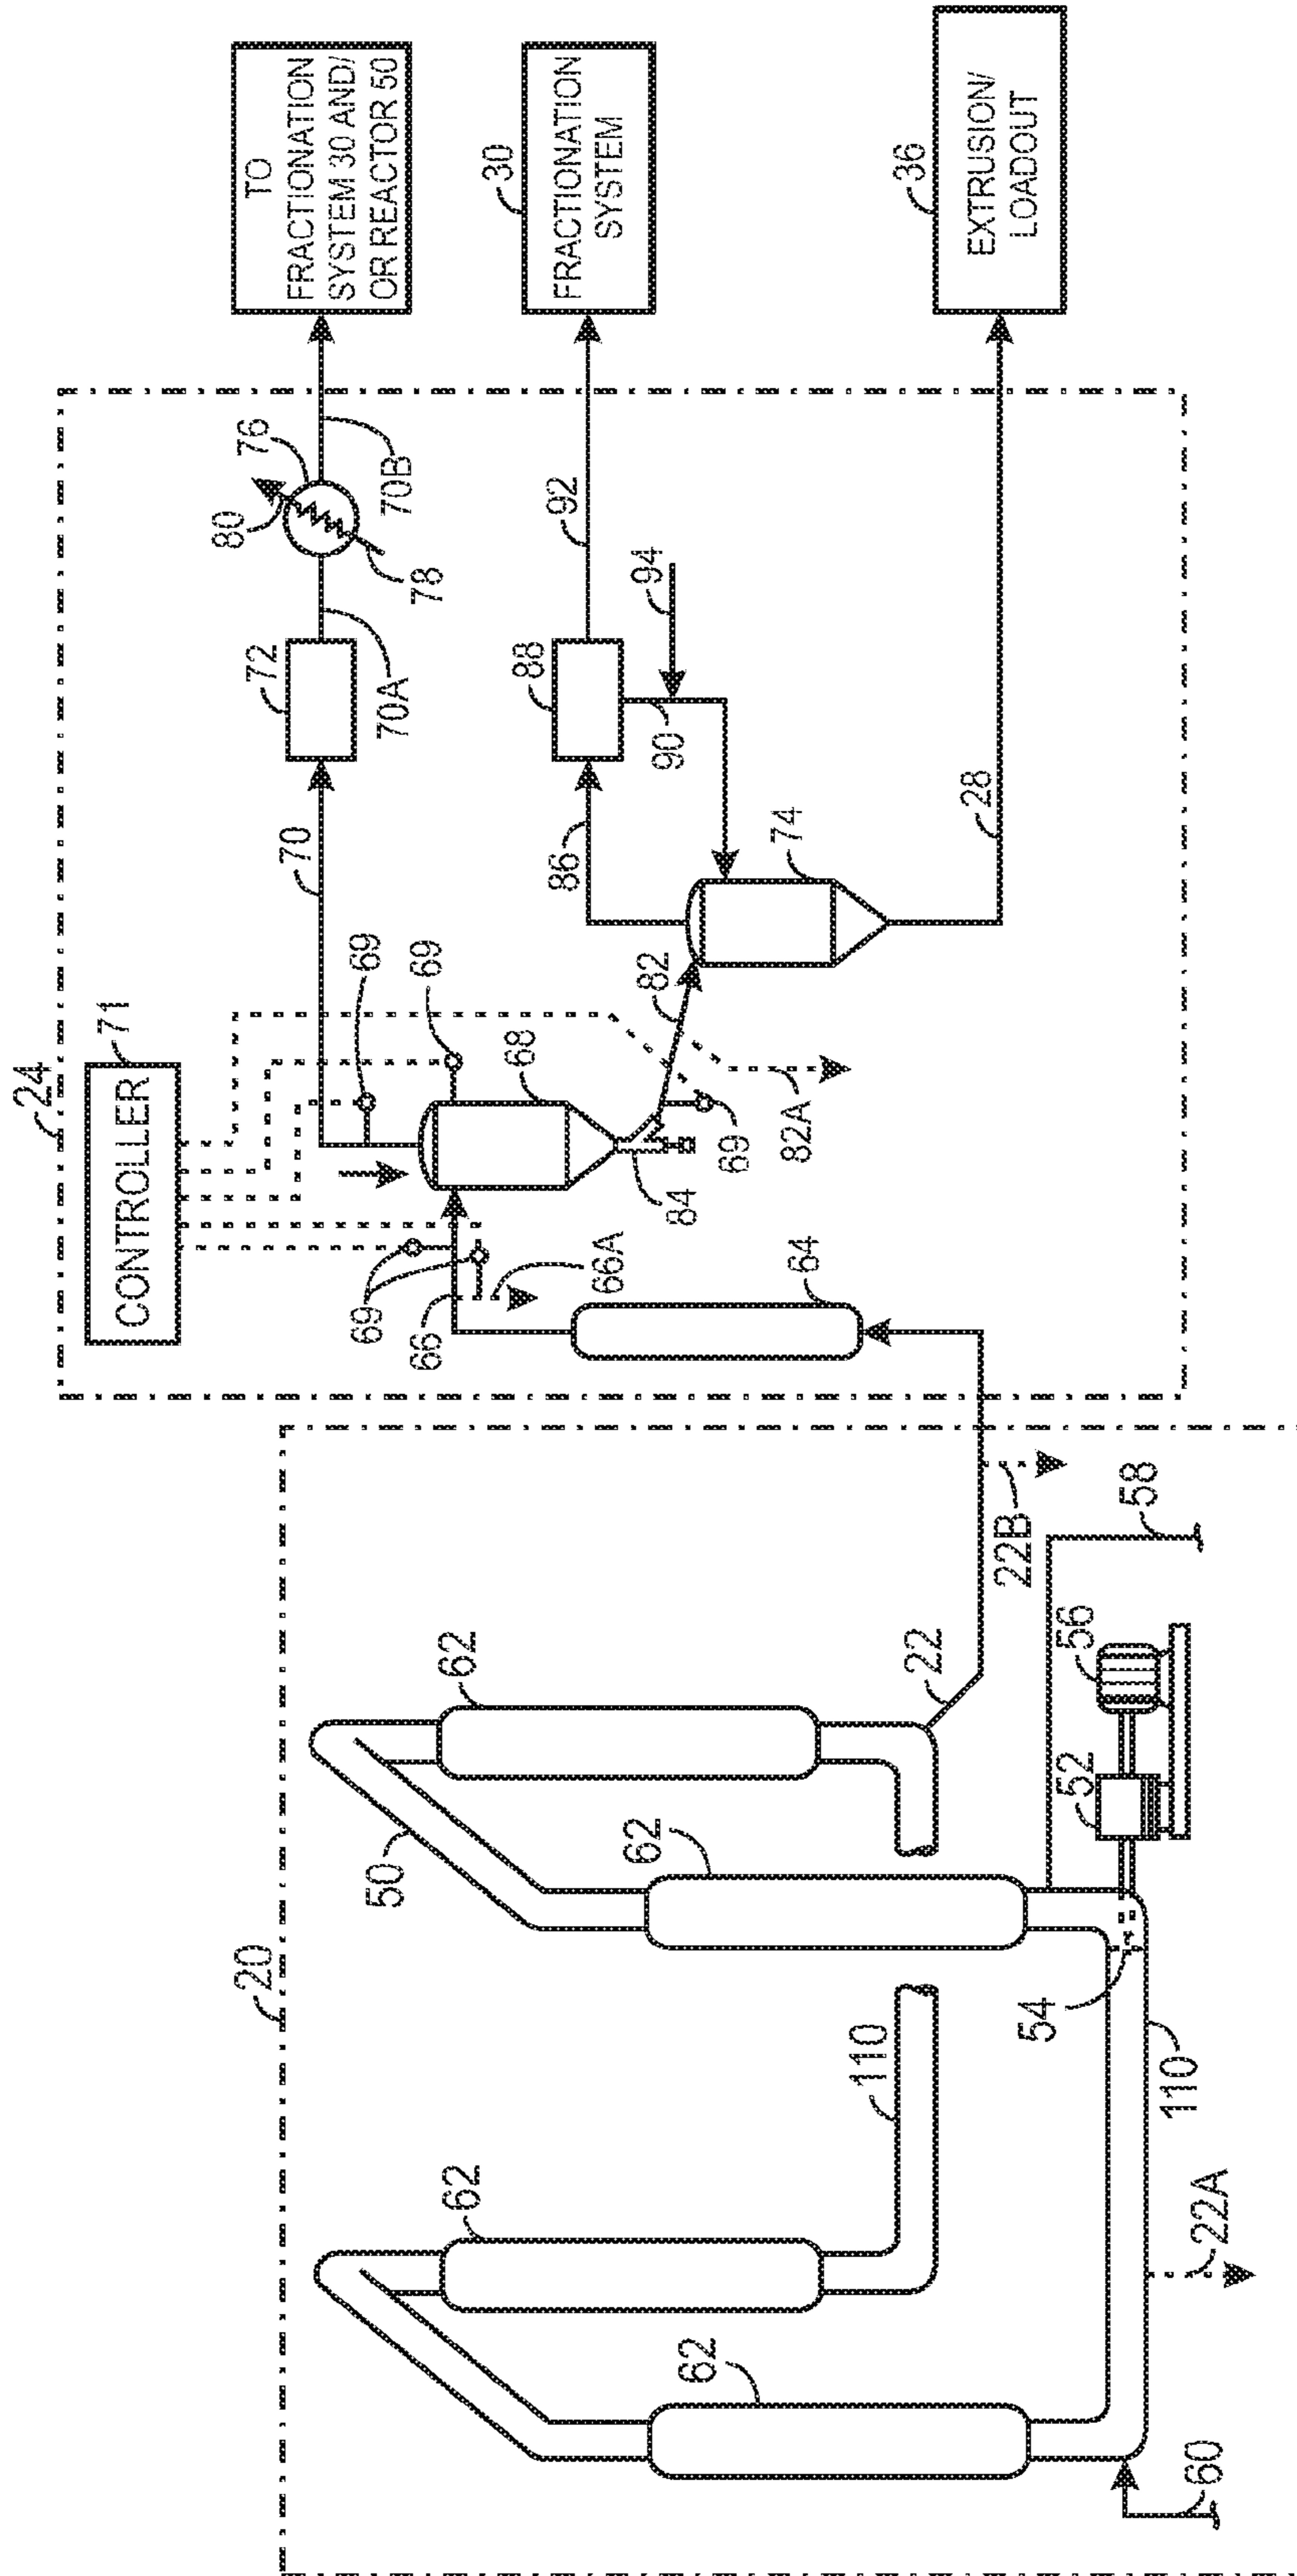 24
CONTROLLER
71
TO
FRACTIONATION
SYSTEM 30 AND/
OR REACTOR 50
70
72
70A
80
76
78
70B
69
69
69
66
66A
68
84
69
82
82A
64
86
88
90
94
92
30
FRACTIONATION
SYSTEM
74
28
36
EXTRUSION/
LOADOUT
20
62
62
62
62
50
110
110
22
22A
22B
52
54
56
58
60